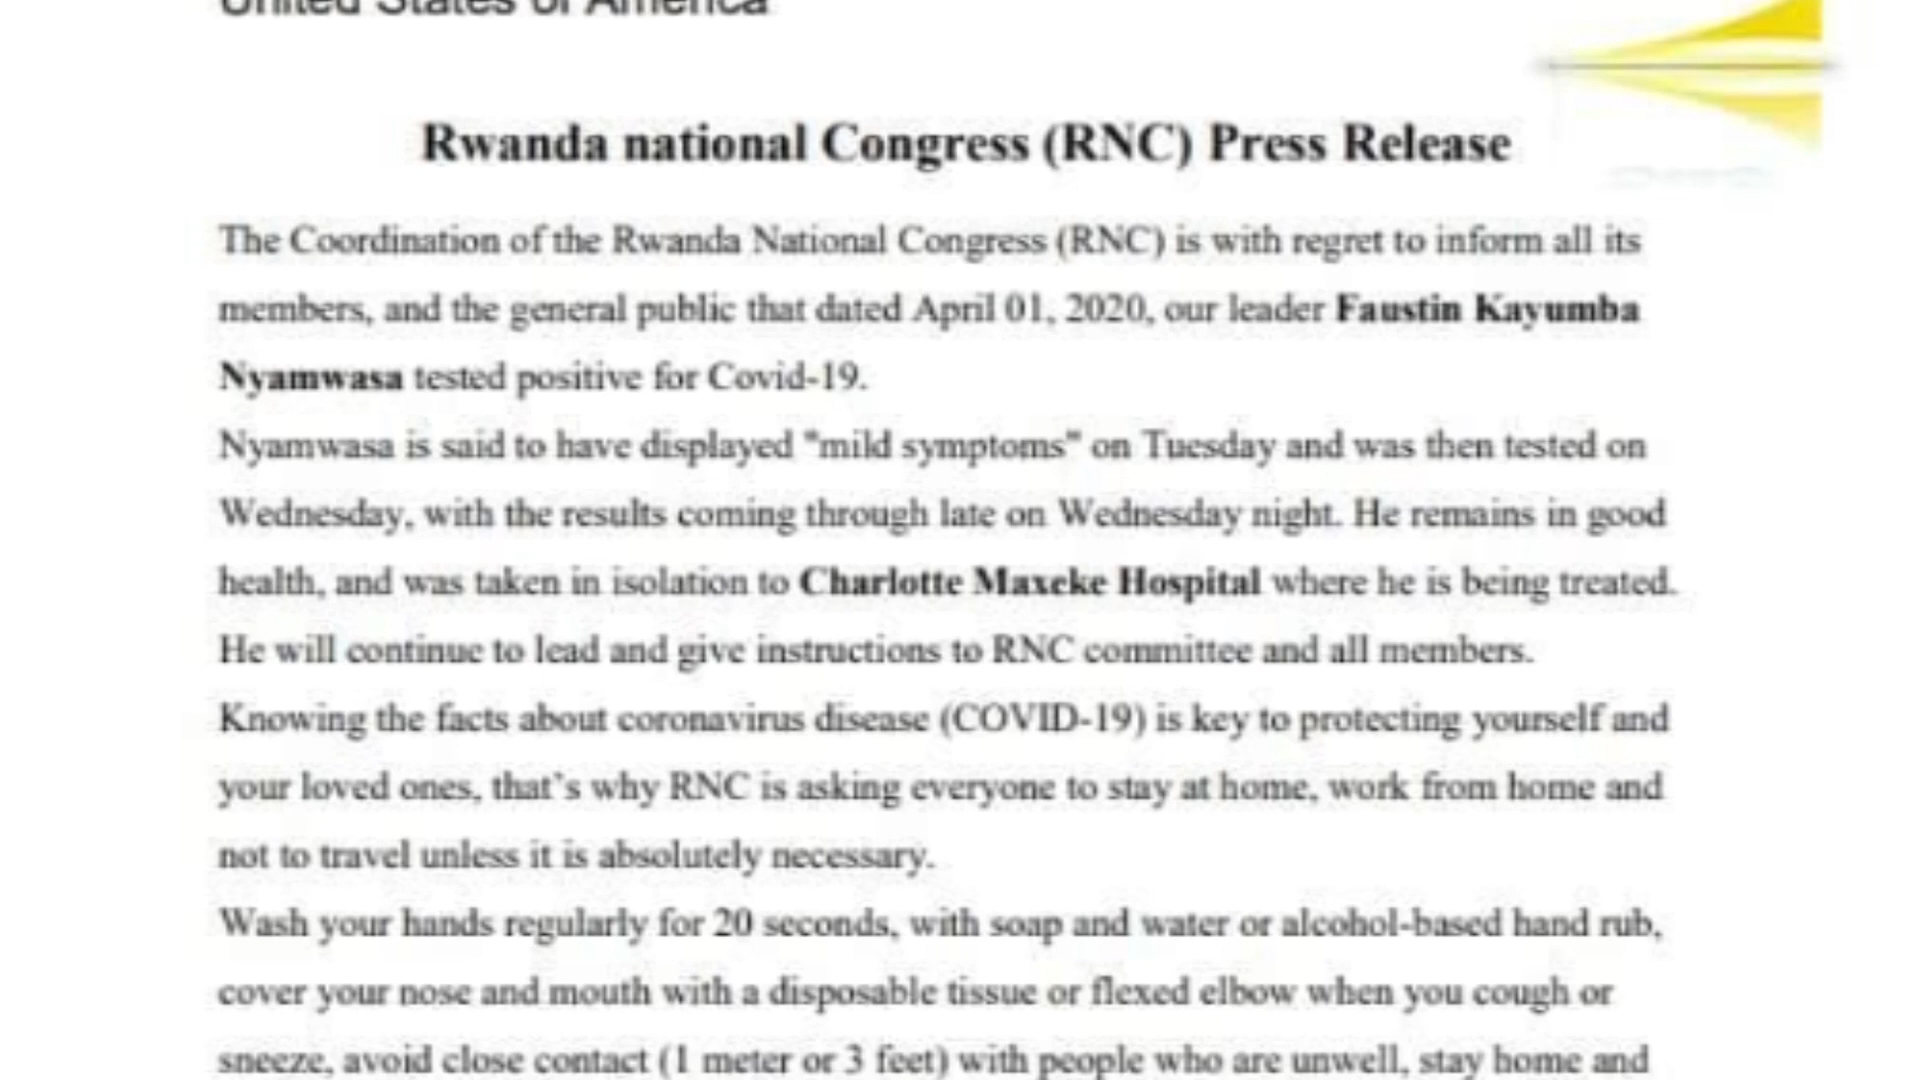 United States of America
Rwanda national Congress (RNC) Press Release
The Coordination of the Rwanda National Congress (RNC) is with regret to inform all its
members, and the general public that dated April 01, 2020, our leader Faustin Kayumba
Nyamwasa tested positive for Covid-19.
Nyamwasa is said to have displayed "mild symptoms" on Tuesday and was then tested on
Wednesday, with the results coming through late on Wednesday night. He remains in good
health, and was taken in isolation to Charlotte Maxeke Hospital where he is being treated.
He will continue to lead and give instructions to RNC committee and all members.
Knowing the facts about coronavirus disease (COVID-19) is key to protecting yourself and
your loved ones, that's why RNC is asking everyone to stay at home, work from home and
not to travel unless it is absolutely necessary.
Wash your hands regularly for 20 seconds, with soap and water or alcohol-based hand rub,
cover your nose and mouth with a disposable tissue or flexed elbow when you cough or
sneeze, avoid close contact (1 meter or 3 feet) with people who are unwell, stay home and